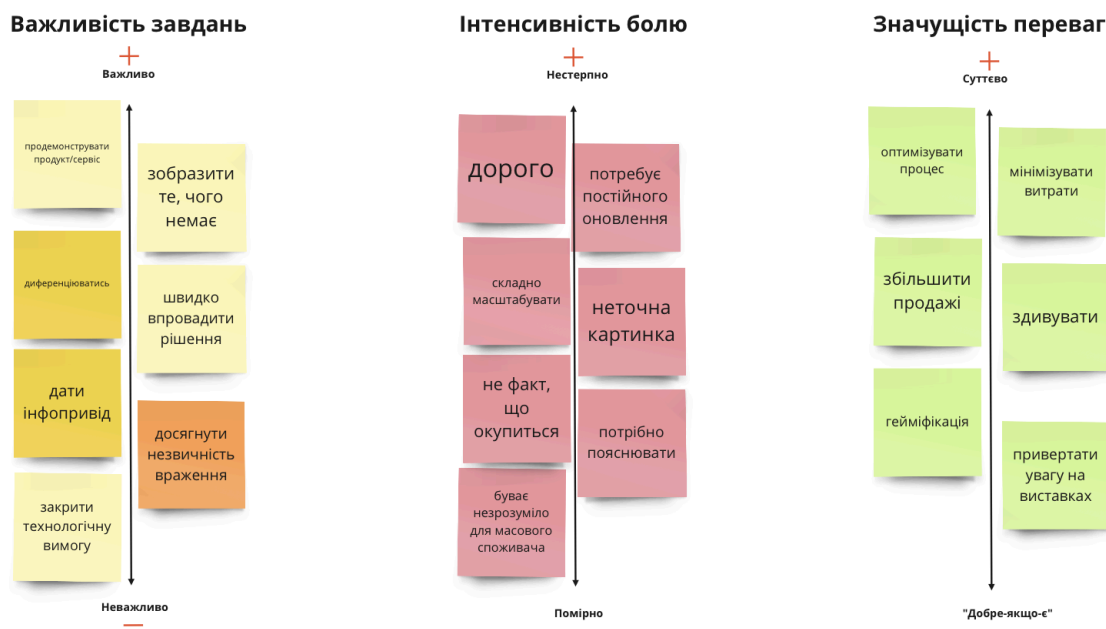 Важливість завдань
Важливо
продемонструвати
продукт/сервіс
зобразити
те, чого
немає
диференціюватись
швидко
впровадити
рішення
дати
інфопривід
досягнути
незвичність
враження
закрити
технологічну
вимогу
Неважливо
Інтенсивність болю
Нестерпно
дорого
потребує
постійного
оновлення
складно
масштабувати
неточна
картинка
не факт,
що
окупиться
потрібно
пояснювати
буває
незрозуміло
для масового
споживача
Помірно
Значущість переваг
Суттєво
оптимізувати
процес
мінімізувати
витрати
збільшити
продажі
здивувати
гейміфікація
привертати
увагу на
виставках
"Добре-якщо-є"